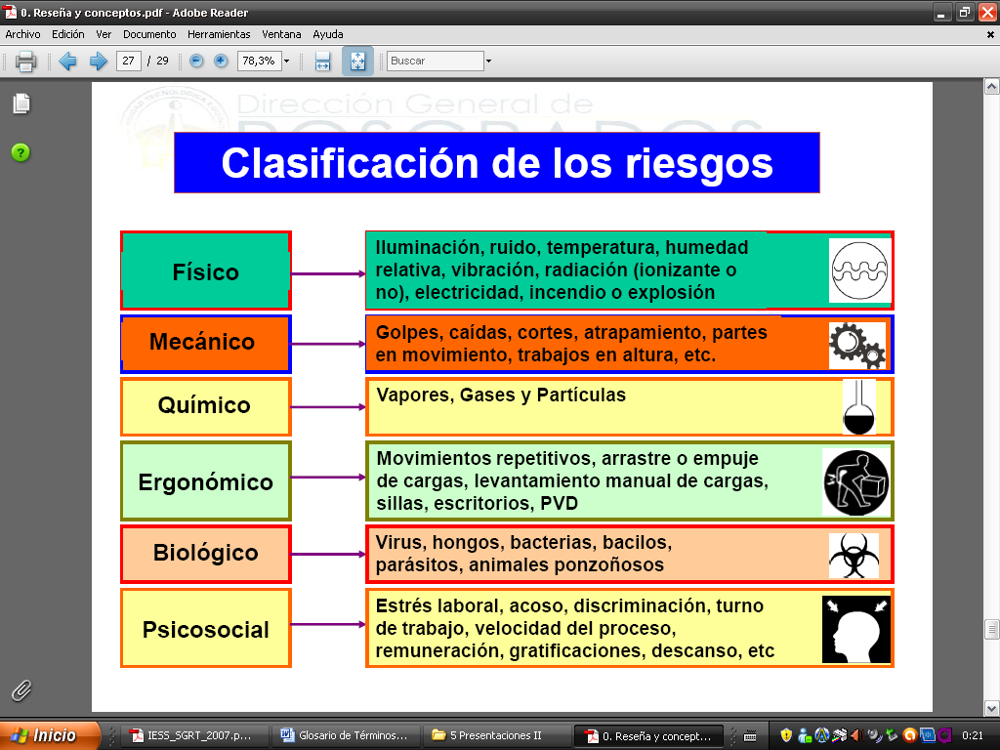 0. Reseña y conceptos.pdf - Adobe Reader
Archivo Edición Ver Documento Herramientas Ventana Ayuda
27 / 29 78,3% Buscar
Dirección General de
POSGRADOS
Clasificación de los riesgos
Físico
Iluminación, ruido, temperatura, humedad
relativa, vibración, radiación (ionizante o
no), electricidad, incendio o explosión
Mecánico
Golpes, caídas, cortes, atrapamiento, partes
en movimiento, trabajos en altura, etc.
Químico
Vapores, Gases y Partículas
Ergonómico
Movimientos repetitivos, arrastre o empuje
de cargas, levantamiento manual de cargas,
sillas, escritorios, PVD
Biológico
Virus, hongos, bacterias, bacilos,
parásitos, animales ponzoñosos
Psicosocial
Estrés laboral, acoso, discriminación, turno
de trabajo, velocidad del proceso,
remuneración, gratificaciones, descanso, etc
Inicio IESS_SGRT_2007.p... Glosario de Términos... 5 Presentaciones II 0. Reseña y concept... 0:21